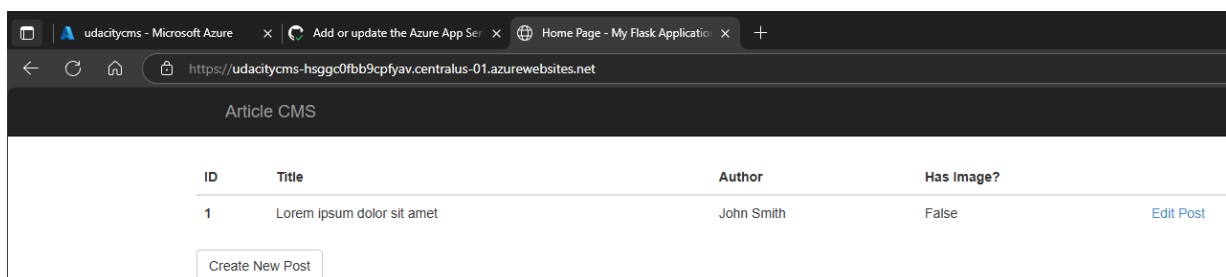 udacitycms - Microsoft Azure
Add or update the Azure App Ser
Home Page - My Flask Application
https://udacitycms-hsggc0fbb9cpfyav.centralus-01.azurewebsites.net
Article CMS
ID Title Author Has Image?
1 Lorem ipsum dolor sit amet John Smith False Edit Post
Create New Post